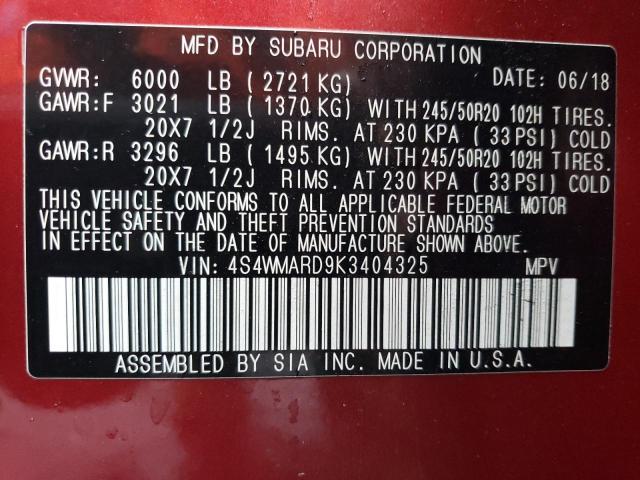 MFD BY SUBARU CORPORATION
GVWR: 6000 LB (2721 KG) DATE: 06/18
GAWR:F 3021 LB (1370 KG) WITH 245/50R20 102H TIRES.
20X7 1/2J RIMS. AT 230 KPA (33 PSI) COLD
GAWR:R 3296 LB (1495 KG) WITH 245/50R20 102H TIRES.
20X7 1/2J RIMS. AT 230 KPA (33 PSI) COLD
THIS VEHICLE CONFORMS TO ALL APPLICABLE FEDERAL MOTOR
VEHICLE SAFETY AND THEFT PREVENTION STANDARDS
IN EFFECT ON THE DATE OF MANUFACTURE SHOWN ABOVE.
VIN: 4S4WMARD9K3404325 MPV
ASSEMBLED BY SIA INC. MADE IN U.S.A.